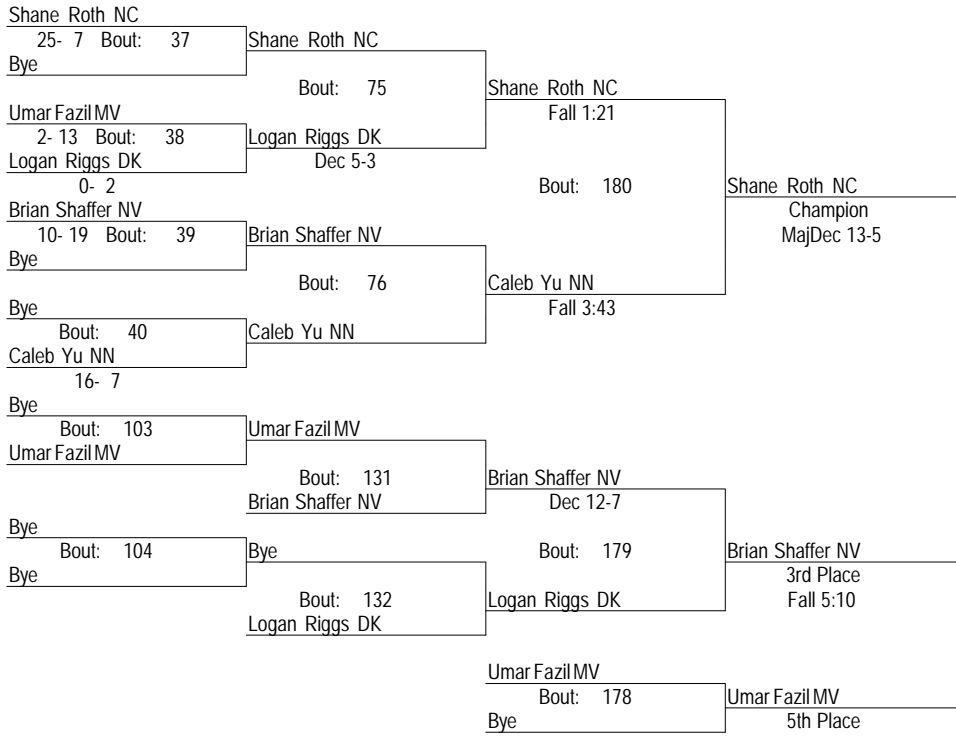 Shane Roth NC
25- 7 Bout: 37
Shane Roth NC
Bye
Bout: 75
Shane Roth NC
Umar Fazil MV
Fall 1:21
2- 13 Bout: 38
Logan Riggs DK
Logan Riggs DK
Dec 5-3
0- 2
Bout: 180
Shane Roth NC
Brian Shaffer NV
Champion
10- 19 Bout: 39
Brian Shaffer NV
MajDec 13-5
Bye
Bout: 76
Caleb Yu NN
Bye
Fall 3:43
Bout: 40
Caleb Yu NN
Caleb Yu NN
16- 7
Bye
Bout: 103
Umar Fazil MV
Umar Fazil MV
Bout: 131
Brian Shaffer NV
Brian Shaffer NV
Dec 12-7
Bye
Bout: 104
Bye
Bout: 179
Brian Shaffer NV
Bye
3rd Place
Bout: 132
Logan Riggs DK
Fall 5:10
Logan Riggs DK
Umar Fazil MV
Bout: 178
Umar Fazil MV
Bye
5th Place